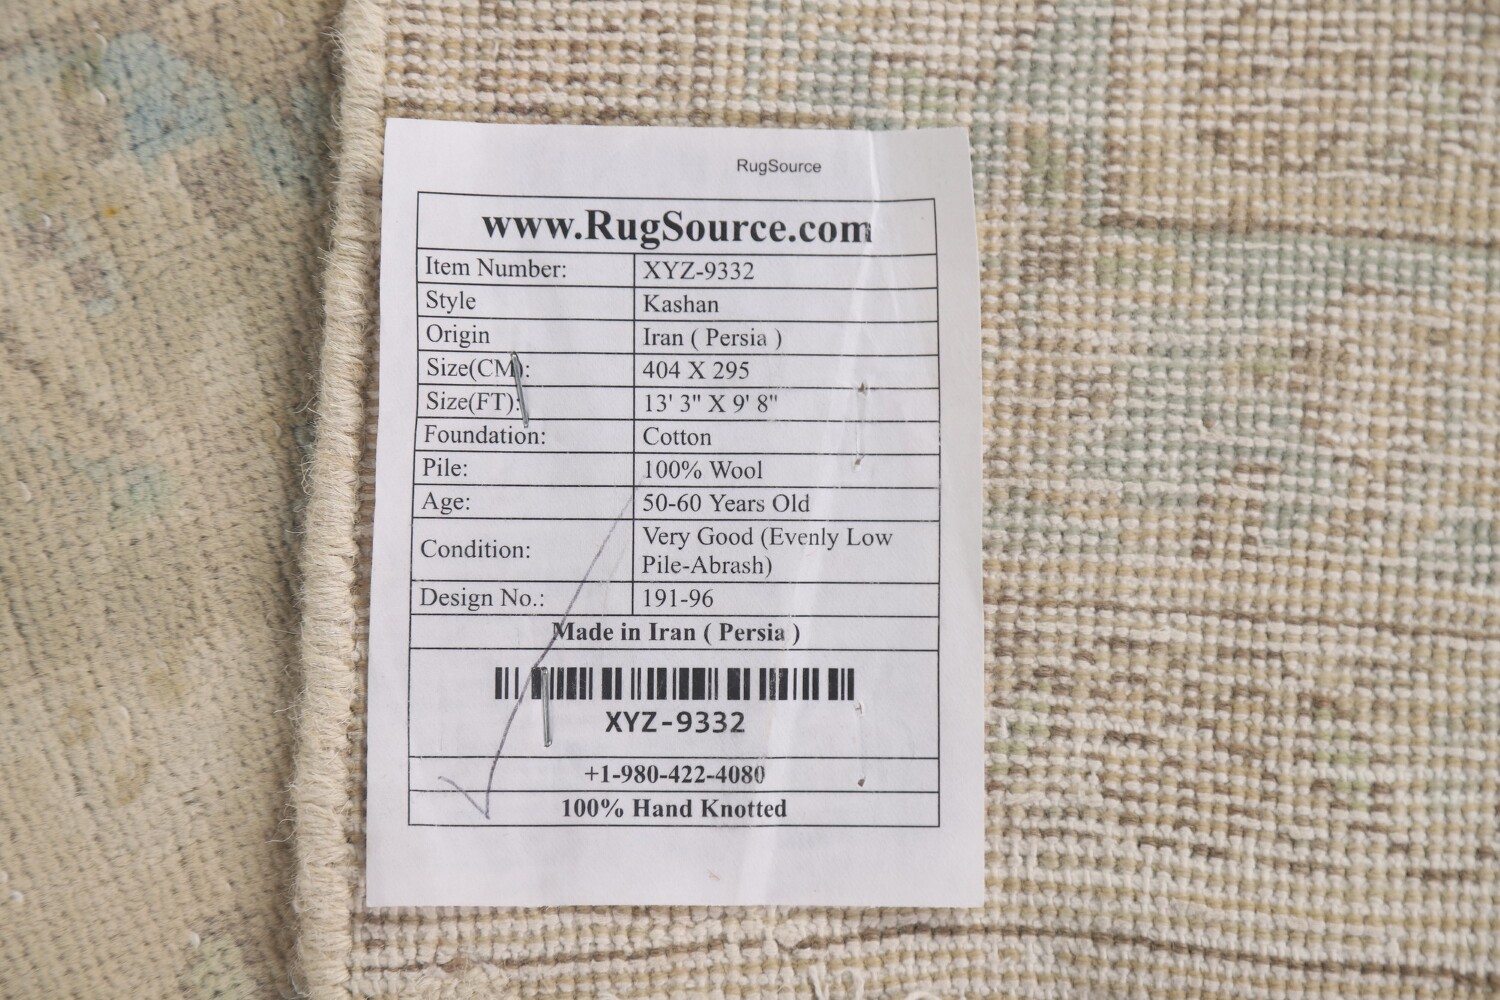 RugSource
www.RugSource.com
Item Number: XYZ-9332
Style Kashan
Origin Iran ( Persia )
Size(CM): 404 X 295
Size(FT): 13' 3" X 9' 8"
Foundation: Cotton
Pile: 100% Wool
Age: 50-60 Years Old
Condition: Very Good (Evenly Low
Pile-Abrash)
Design No.: 191-96
Made in Iran ( Persia )
XYZ-9332
+1-980-422-4080
100% Hand Knotted